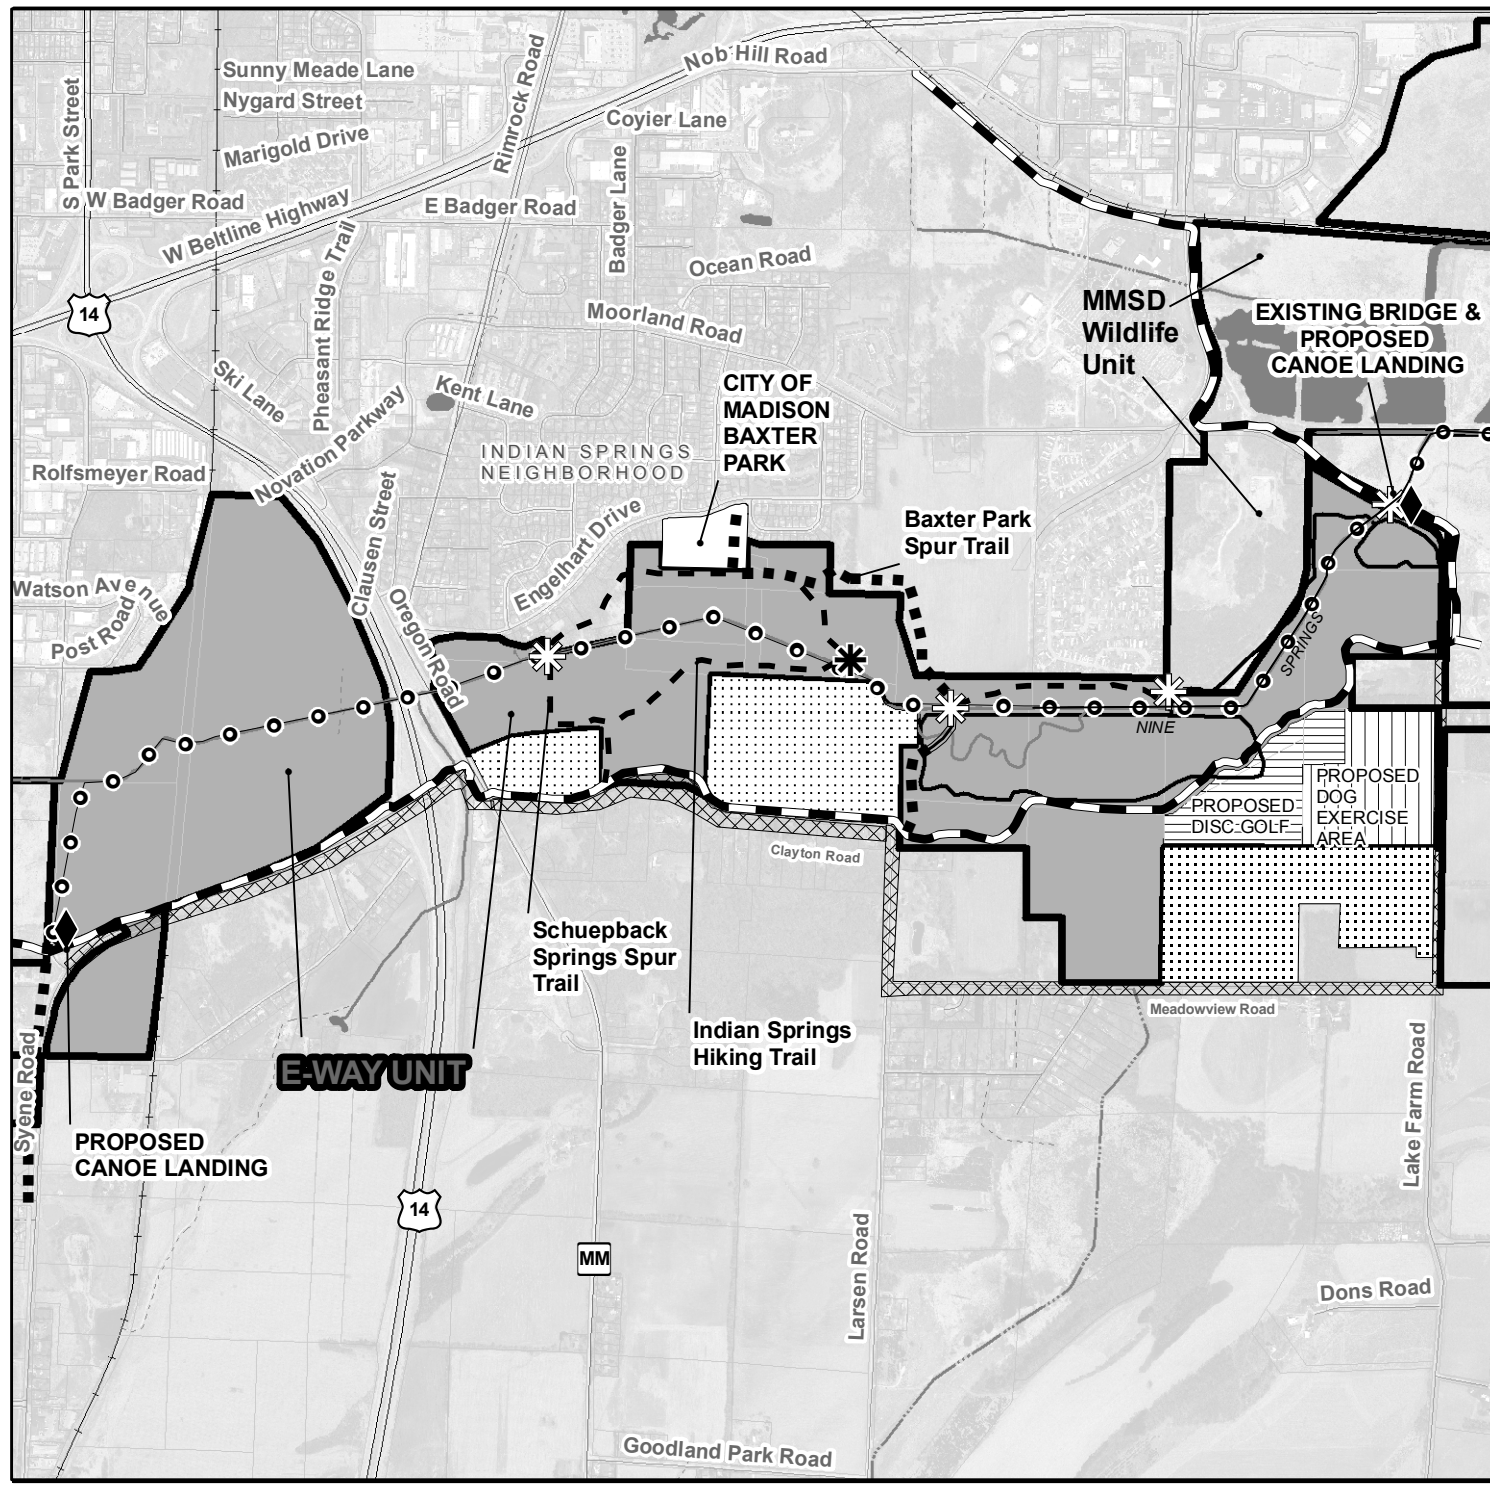 Nob Hill Road
Sunny Meade Lane
Nygard Street
Marigold Drive
S Park Street
Rimrock Road
Coyier Lane
W Badger Road
W Beltline Highway
E Badger Road
Badger Lane
Pheasant Ridge Trail
Ocean Road
Moorland Road
14
MMSD
Wildlife
Unit
EXISTING BRIDGE &
PROPOSED
CANOE LANDING
Ski Lane
Kent Lane
CITY OF
MADISON
BAXTER
PARK
Novation Parkway
INDIAN SPRINGS
NEIGHBORHOOD
Rolfsmeyer Road
Clausen Street
Engelhart Drive
Baxter Park
Spur Trail
Watson Avenue
Post Road
Oregon Road
SPRINGS
NINE
PROPOSED
DISC GOLF
PROPOSED
DOG
EXERCISE
AREA
Clayton Road
Schuepback
Springs Spur
Trail
Indian Springs
Hiking Trail
Meadowview Road
E-WAY UNIT
Syene Road
Lake Farm Road
PROPOSED
CANOE LANDING
14
MM
Larsen Road
Dons Road
Goodland Park Road